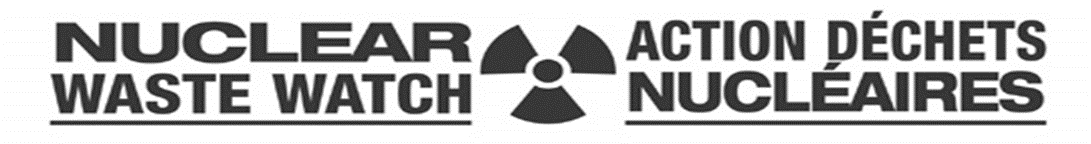 NUCLEAR
WASTE WATCH
ACTION DÉCHETS
NUCLÉAIRES